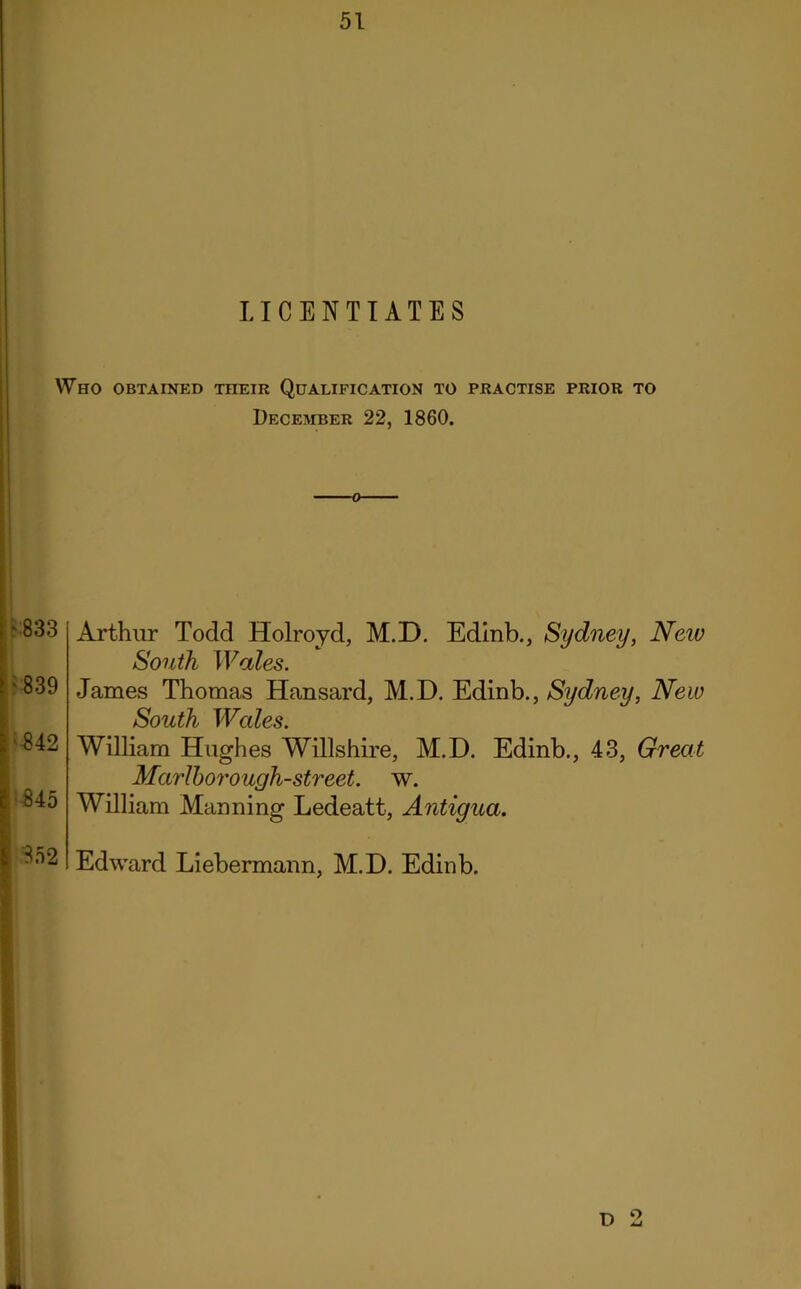 51
LICENTIATES
WHO OBTAINED THEIR QUALIFICATION TO PRACTISE PRIOR TO
DECEMBER 22, 1860.
833 Arthur Todd Holroyd, M.D. Edinb., Sydney, New
South Wales.
839 James Thomas Hansard, M.D. Edinb., Sydney, New
South Wales.
842 William Hughes Willshire, M.D. Edinb., 43, Great
Marlborough-street. w.
845 William Manning Ledeatt, Antigua.
352 Edward Liebermann, M.D. Edinb.
D 2